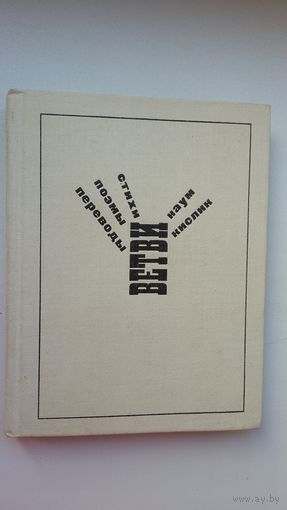 стихи
поэмы
переводы
наум
кислик
ВЕТВИ
www.ay.by